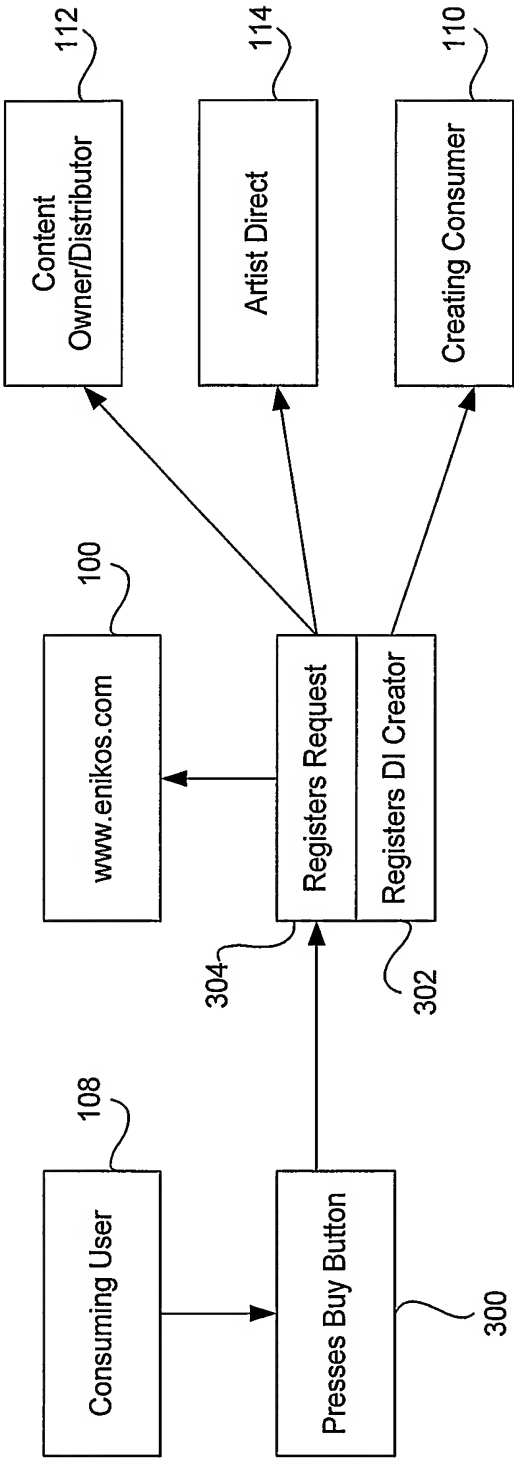 Consuming User
108
Presses Buy Button
300
www.enikos.com
100
304
Registers Request
Registers DI Creator
302
Content
Owner/Distributor
112
Artist Direct
114
Creating Consumer
110